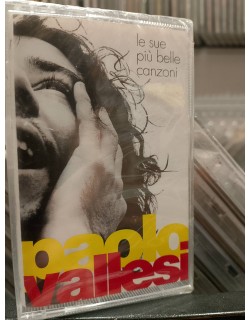 le sue
più belle
canzoni
paolo
vallesi